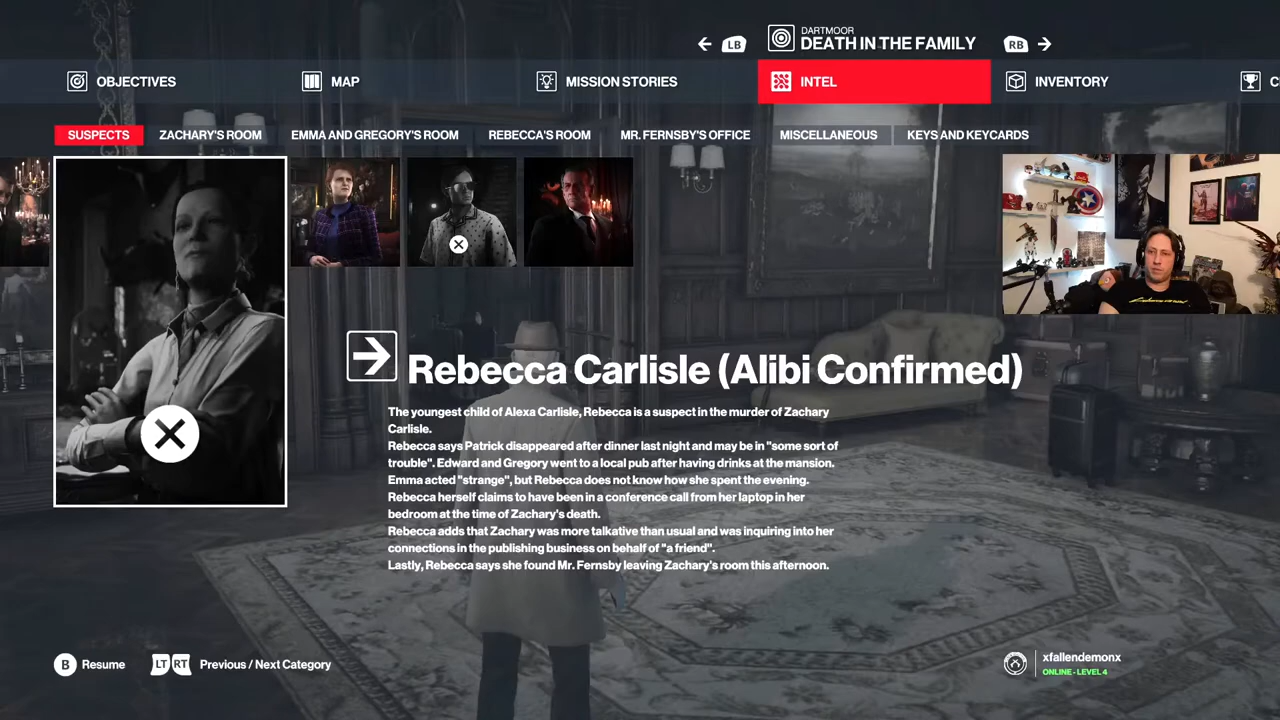 DARTMOOR
LB DEATH IN THE FAMILY RB
OBJECTIVES MAP MISSION STORIES INTEL INVENTORY C
SUSPECTS ZACHARY'S ROOM EMMA AND GREGORY'S ROOM REBECCA'S ROOM MR. FERNSBY'S OFFICE MISCELLANEOUS KEYS AND KEYCARDS
Rebecca Carlisle (Alibi Confirmed)
The youngest child of Alexa Carlisle, Rebecca is a suspect in the murder of Zachary
Carlisle.
Rebecca says Patrick disappeared after dinner last night and may be in "some sort of
trouble". Edward and Gregory went to a local pub after having drinks at the mansion.
Emma acted "strange", but Rebecca does not know how she spent the evening.
Rebecca herself claims to have been in a conference call from her laptop in her
bedroom at the time of Zachary's death.
Rebecca adds that Zachary was more talkative than usual and was inquiring into her
connections in the publishing business on behalf of "a friend".
Lastly, Rebecca says she found Mr. Fernsby leaving Zachary's room this afternoon.
B Resume LT RT Previous / Next Category
xfallendemonx
ONLINE - LEVEL 4